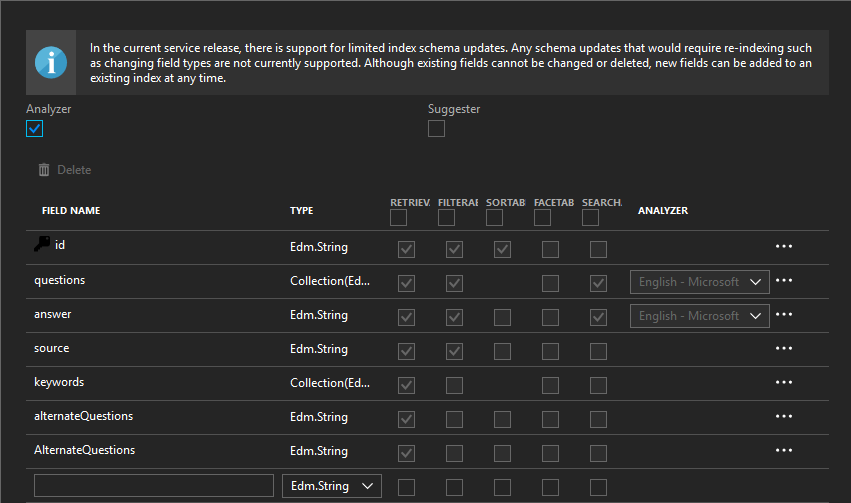 In the current service release, there is support for limited index schema updates. Any schema updates that would require re-indexing such
as changing field types are not currently supported. Although existing fields cannot be changed or deleted, new fields can be added to an
existing index at any time.
Analyzer Suggester
Delete
FIELD NAME TYPE RETRIEV. FILTERAB SORTAB FACETAB SEARCH. ANALYZER
id Edm.String ...
questions Collection(Ed... English - Microsoft ...
answer Edm.String English - Microsoft ...
source Edm.String ...
keywords Collection(Ed... ...
alternateQuestions Edm.String ...
AlternateQuestions Edm.String ...
Edm.String